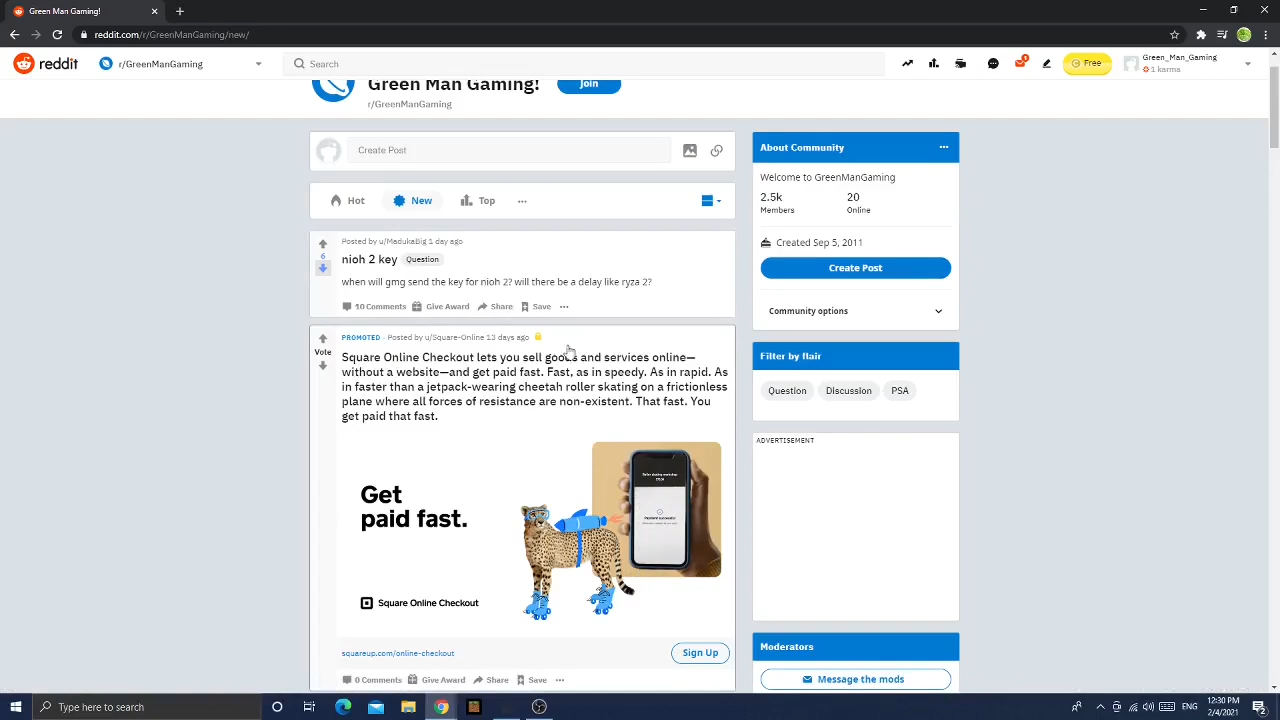 Green Man Gaming!
reddit.com/r/GreenManGaming/new/
reddit
r/GreenManGaming
Search
1
Free
Green_Man_Gaming
1 karma
Green Man Gaming!
Join
r/GreenManGaming
Create Post
Hot
New
Top
Posted by u/MadukaBig 1 day ago
6
nioh 2 key
Question
when will gmg send the key for nioh 2? will there be a delay like ryza 2?
10 Comments
Give Award
Share
Save
PROMOTED · Posted by u/Square-Online 13 days ago
Vote
Square Online Checkout lets you sell goods and services online—
without a website—and get paid fast. Fast, as in speedy. As in rapid. As
in faster than a jetpack-wearing cheetah roller skating on a frictionless
plane where all forces of resistance are non-existent. That fast. You
get paid that fast.
Get
paid fast.
Square Online Checkout
squareup.com/online-checkout
Sign Up
0 Comments
Give Award
Share
Save
About Community
Welcome to GreenManGaming
2.5k
20
Members
Online
Created Sep 5, 2011
Create Post
Community options
Filter by flair
Question
Discussion
PSA
ADVERTISEMENT
Moderators
Message the mods
Type here to search
ENG
12:30 PM
2/4/2021